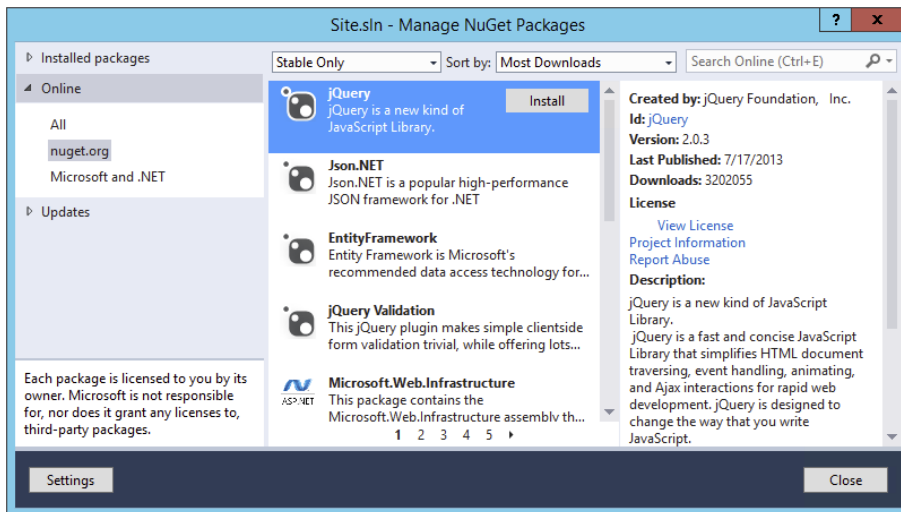 Site.sln - Manage NuGet Packages
?
x
Installed packages
Online
All
nuget.org
Microsoft and .NET
Updates
Each package is licensed to you by its
owner. Microsoft is not responsible
for, nor does it grant any licenses to,
third-party packages.
Stable Only
Sort by: Most Downloads
Search Online (Ctrl+E)
jQuery
jQuery is a new kind of
JavaScript Library.
Install
Json.NET
Json.NET is a popular high-performance
JSON framework for .NET
EntityFramework
Entity Framework is Microsoft's
recommended data access technology for...
jQuery Validation
This jQuery plugin makes simple clientside
form validation trivial, while offering lots...
ASP.NET
Microsoft.Web.Infrastructure
This package contains the
Microsoft.Web.Infrastructure assembly th...
1 2 3 4 5
Created by: jQuery Foundation, Inc.
Id: jQuery
Version: 2.0.3
Last Published: 7/17/2013
Downloads: 3202055
License
View License
Project Information
Report Abuse
Description:
jQuery is a new kind of JavaScript
Library.
jQuery is a fast and concise JavaScript
Library that simplifies HTML document
traversing, event handling, animating,
and Ajax interactions for rapid web
development. jQuery is designed to
change the way that you write
JavaScript.
Settings
Close